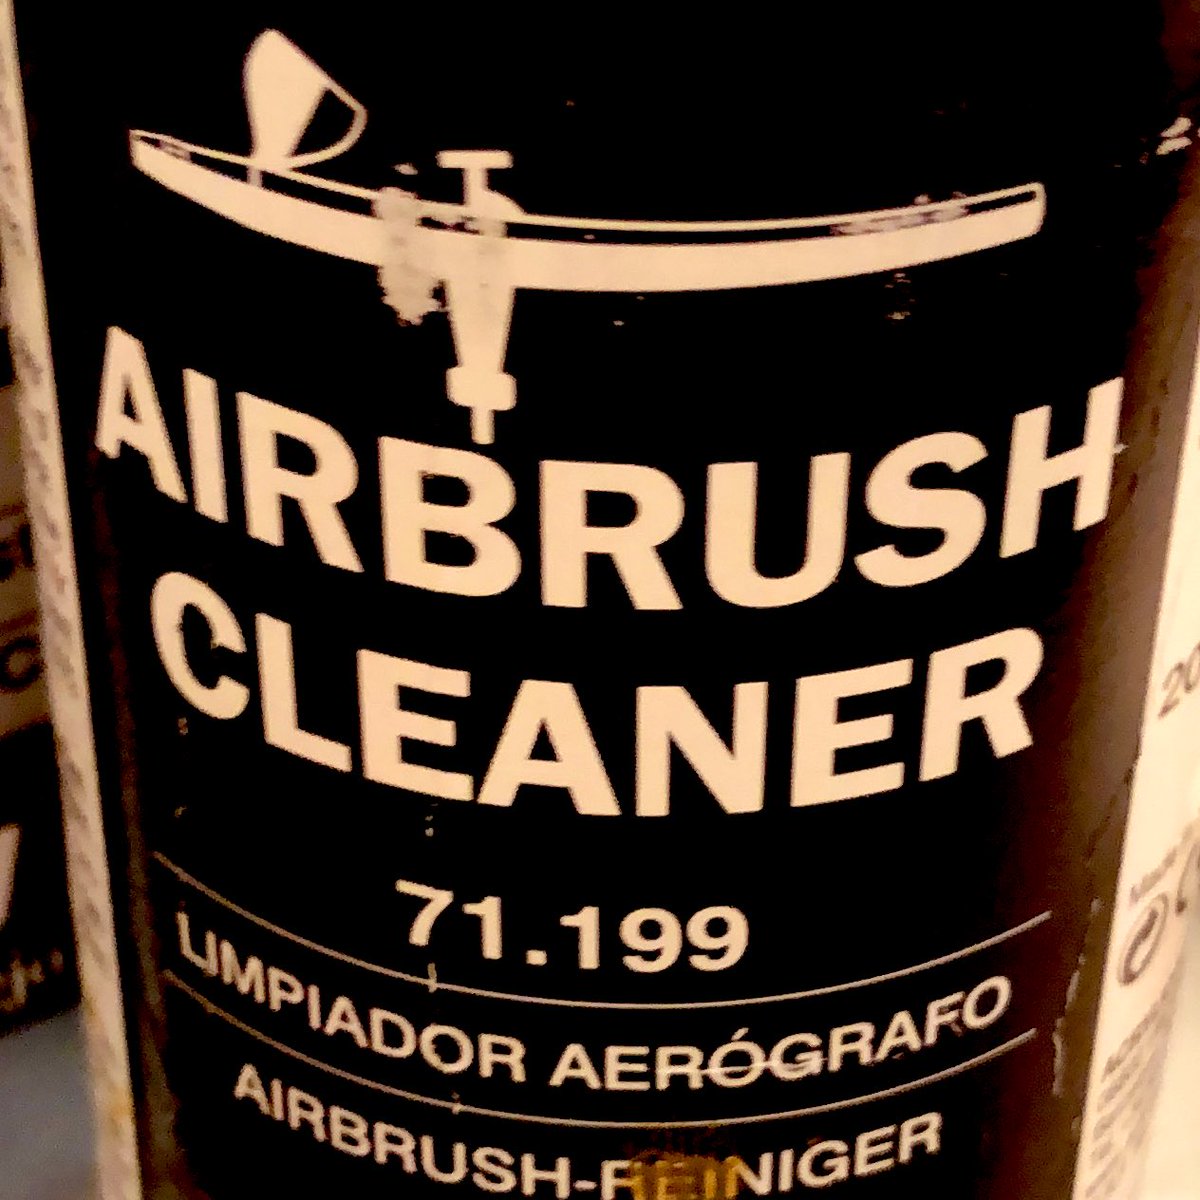 AIRBRUSH
CLEANER
71.199
LIMPIADOR AERÓGRAFO
AIRBRUSH-REINIGER